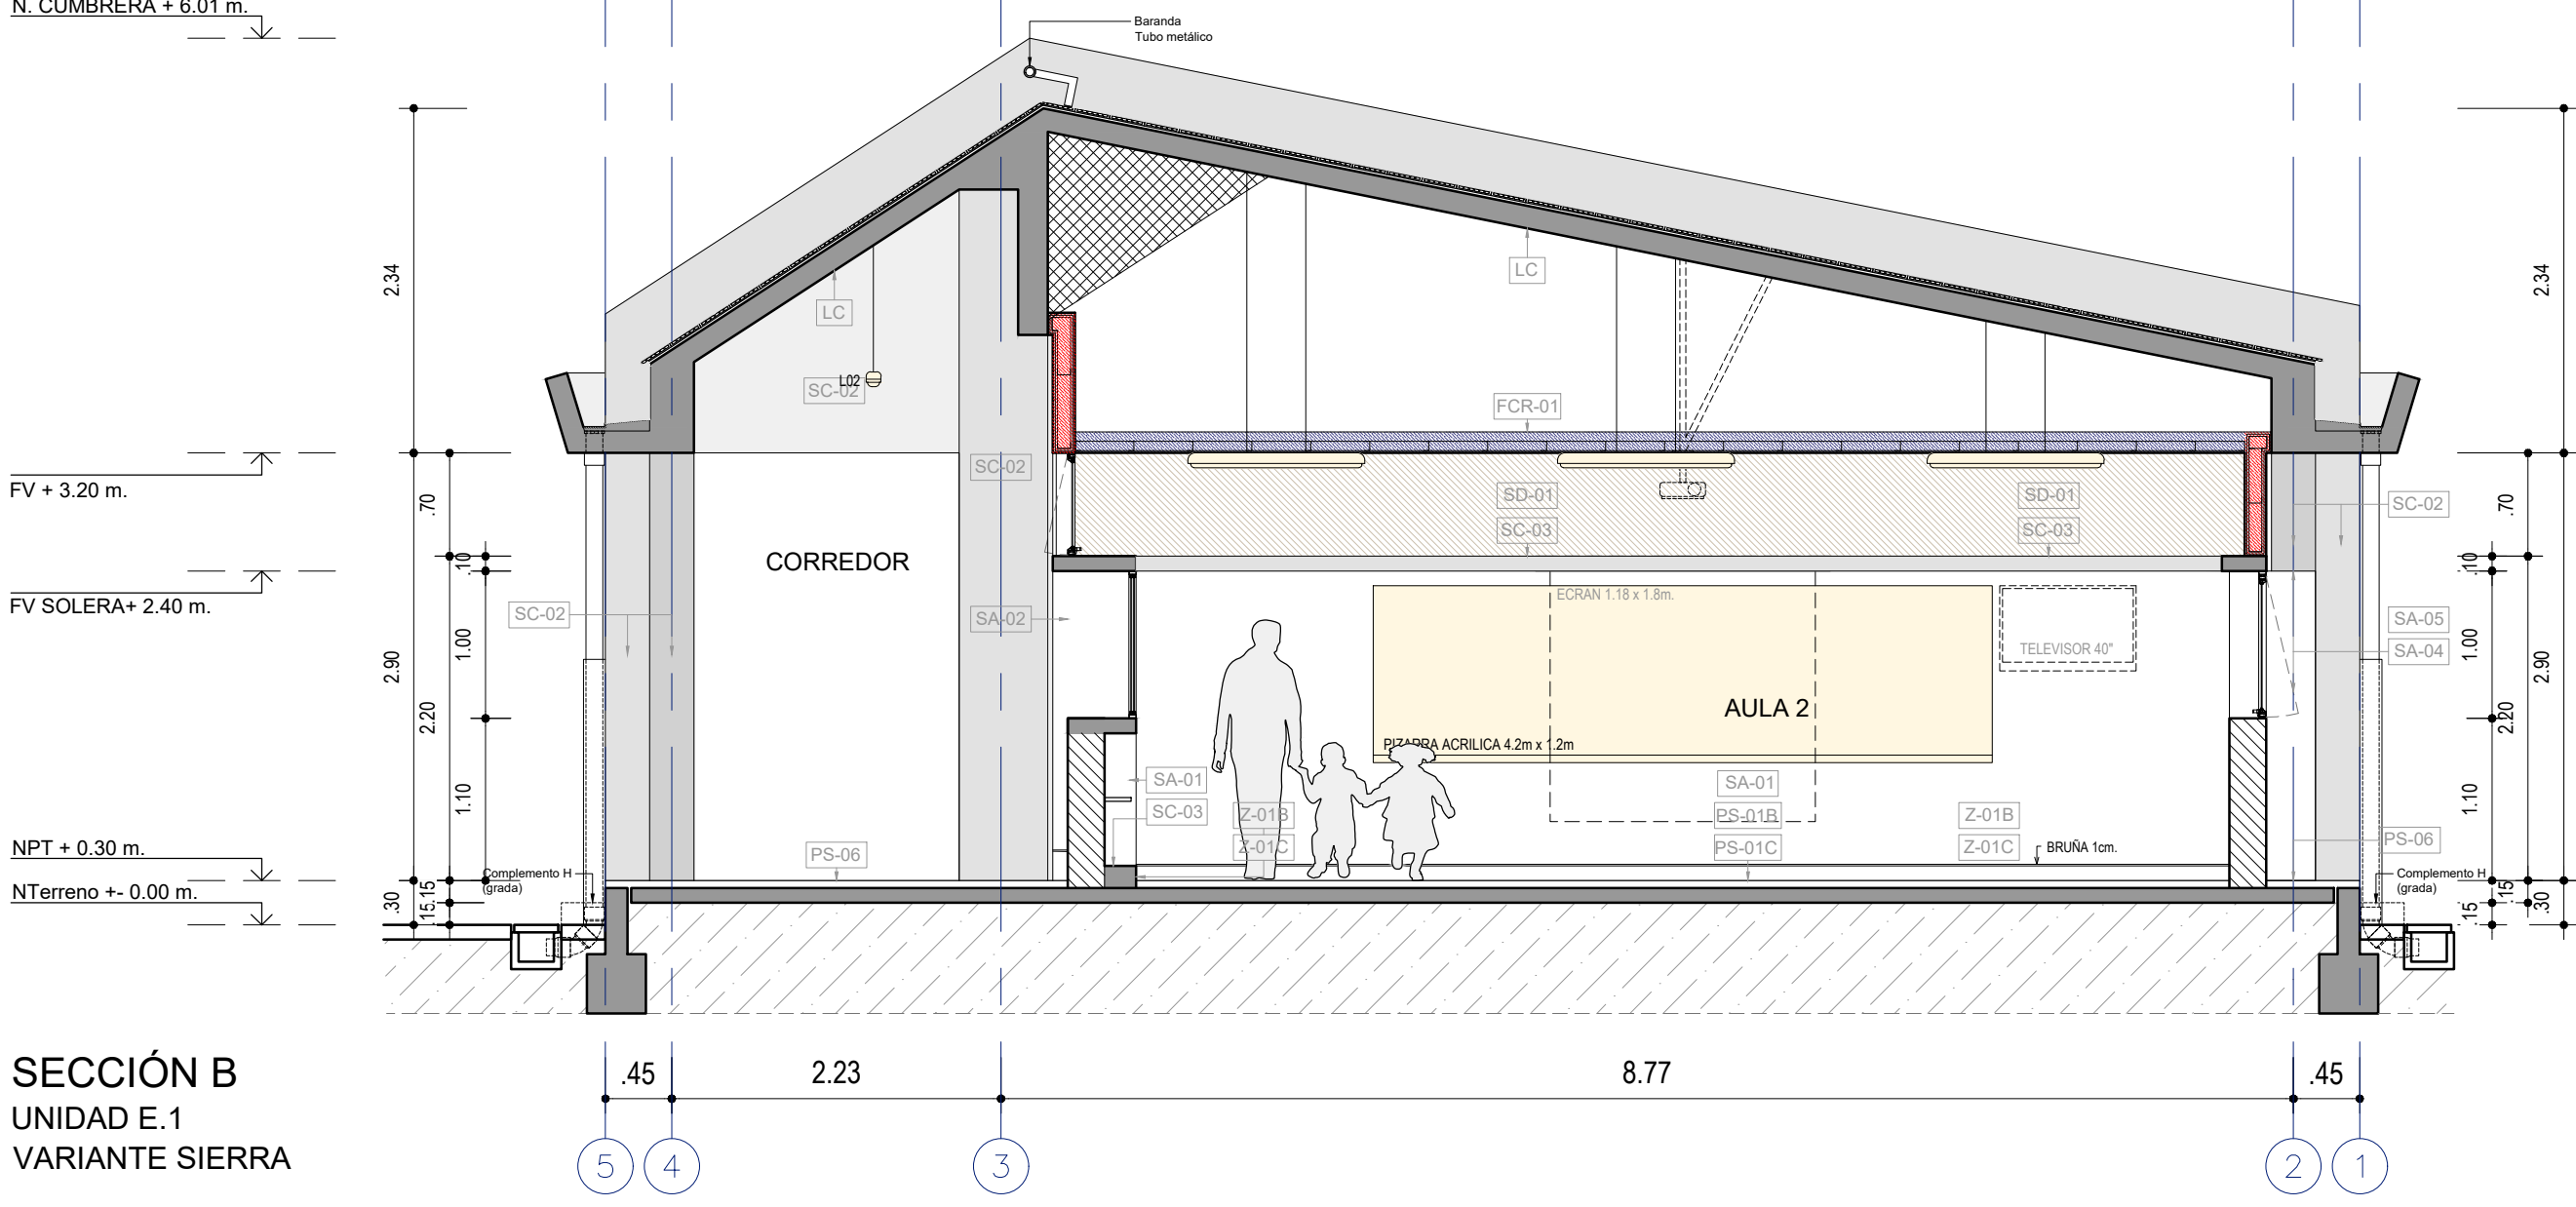 N. CUMBRERA + 6.01 m.
Baranda
Tubo metálico
2.34
2.34
LC
LC
L02
SC-02
FCR-01
FV + 3.20 m.
SC-02
.70
SD-01
SD-01
SC-02
.70
SC-03
SC-03
CORREDOR
.10
.10
FV SOLERA+ 2.40 m.
ECRAN 1.18 x 1.8m.
SC-02
SA-02
SA-05
1.00
TELEVISOR 40"
SA-04
1.00
2.90
2.90
2.20
AULA 2
2.20
PIZARRA ACRILICA 4.2m x 1.2m
SA-01
SA-01
1.10
1.10
SC-03
Z-01B
PS-01B
Z-01B
PS-06
NPT + 0.30 m.
PS-06
Z-01C
PS-01C
Z-01C
BRUÑA 1cm.
Complemento H
(grada)
Complemento H
(grada)
NTerreno +- 0.00 m.
.30
.15
.15
.15
.15
.30
SECCIÓN B
UNIDAD E.1
VARIANTE SIERRA
.45
2.23
8.77
.45
5
4
3
2
1